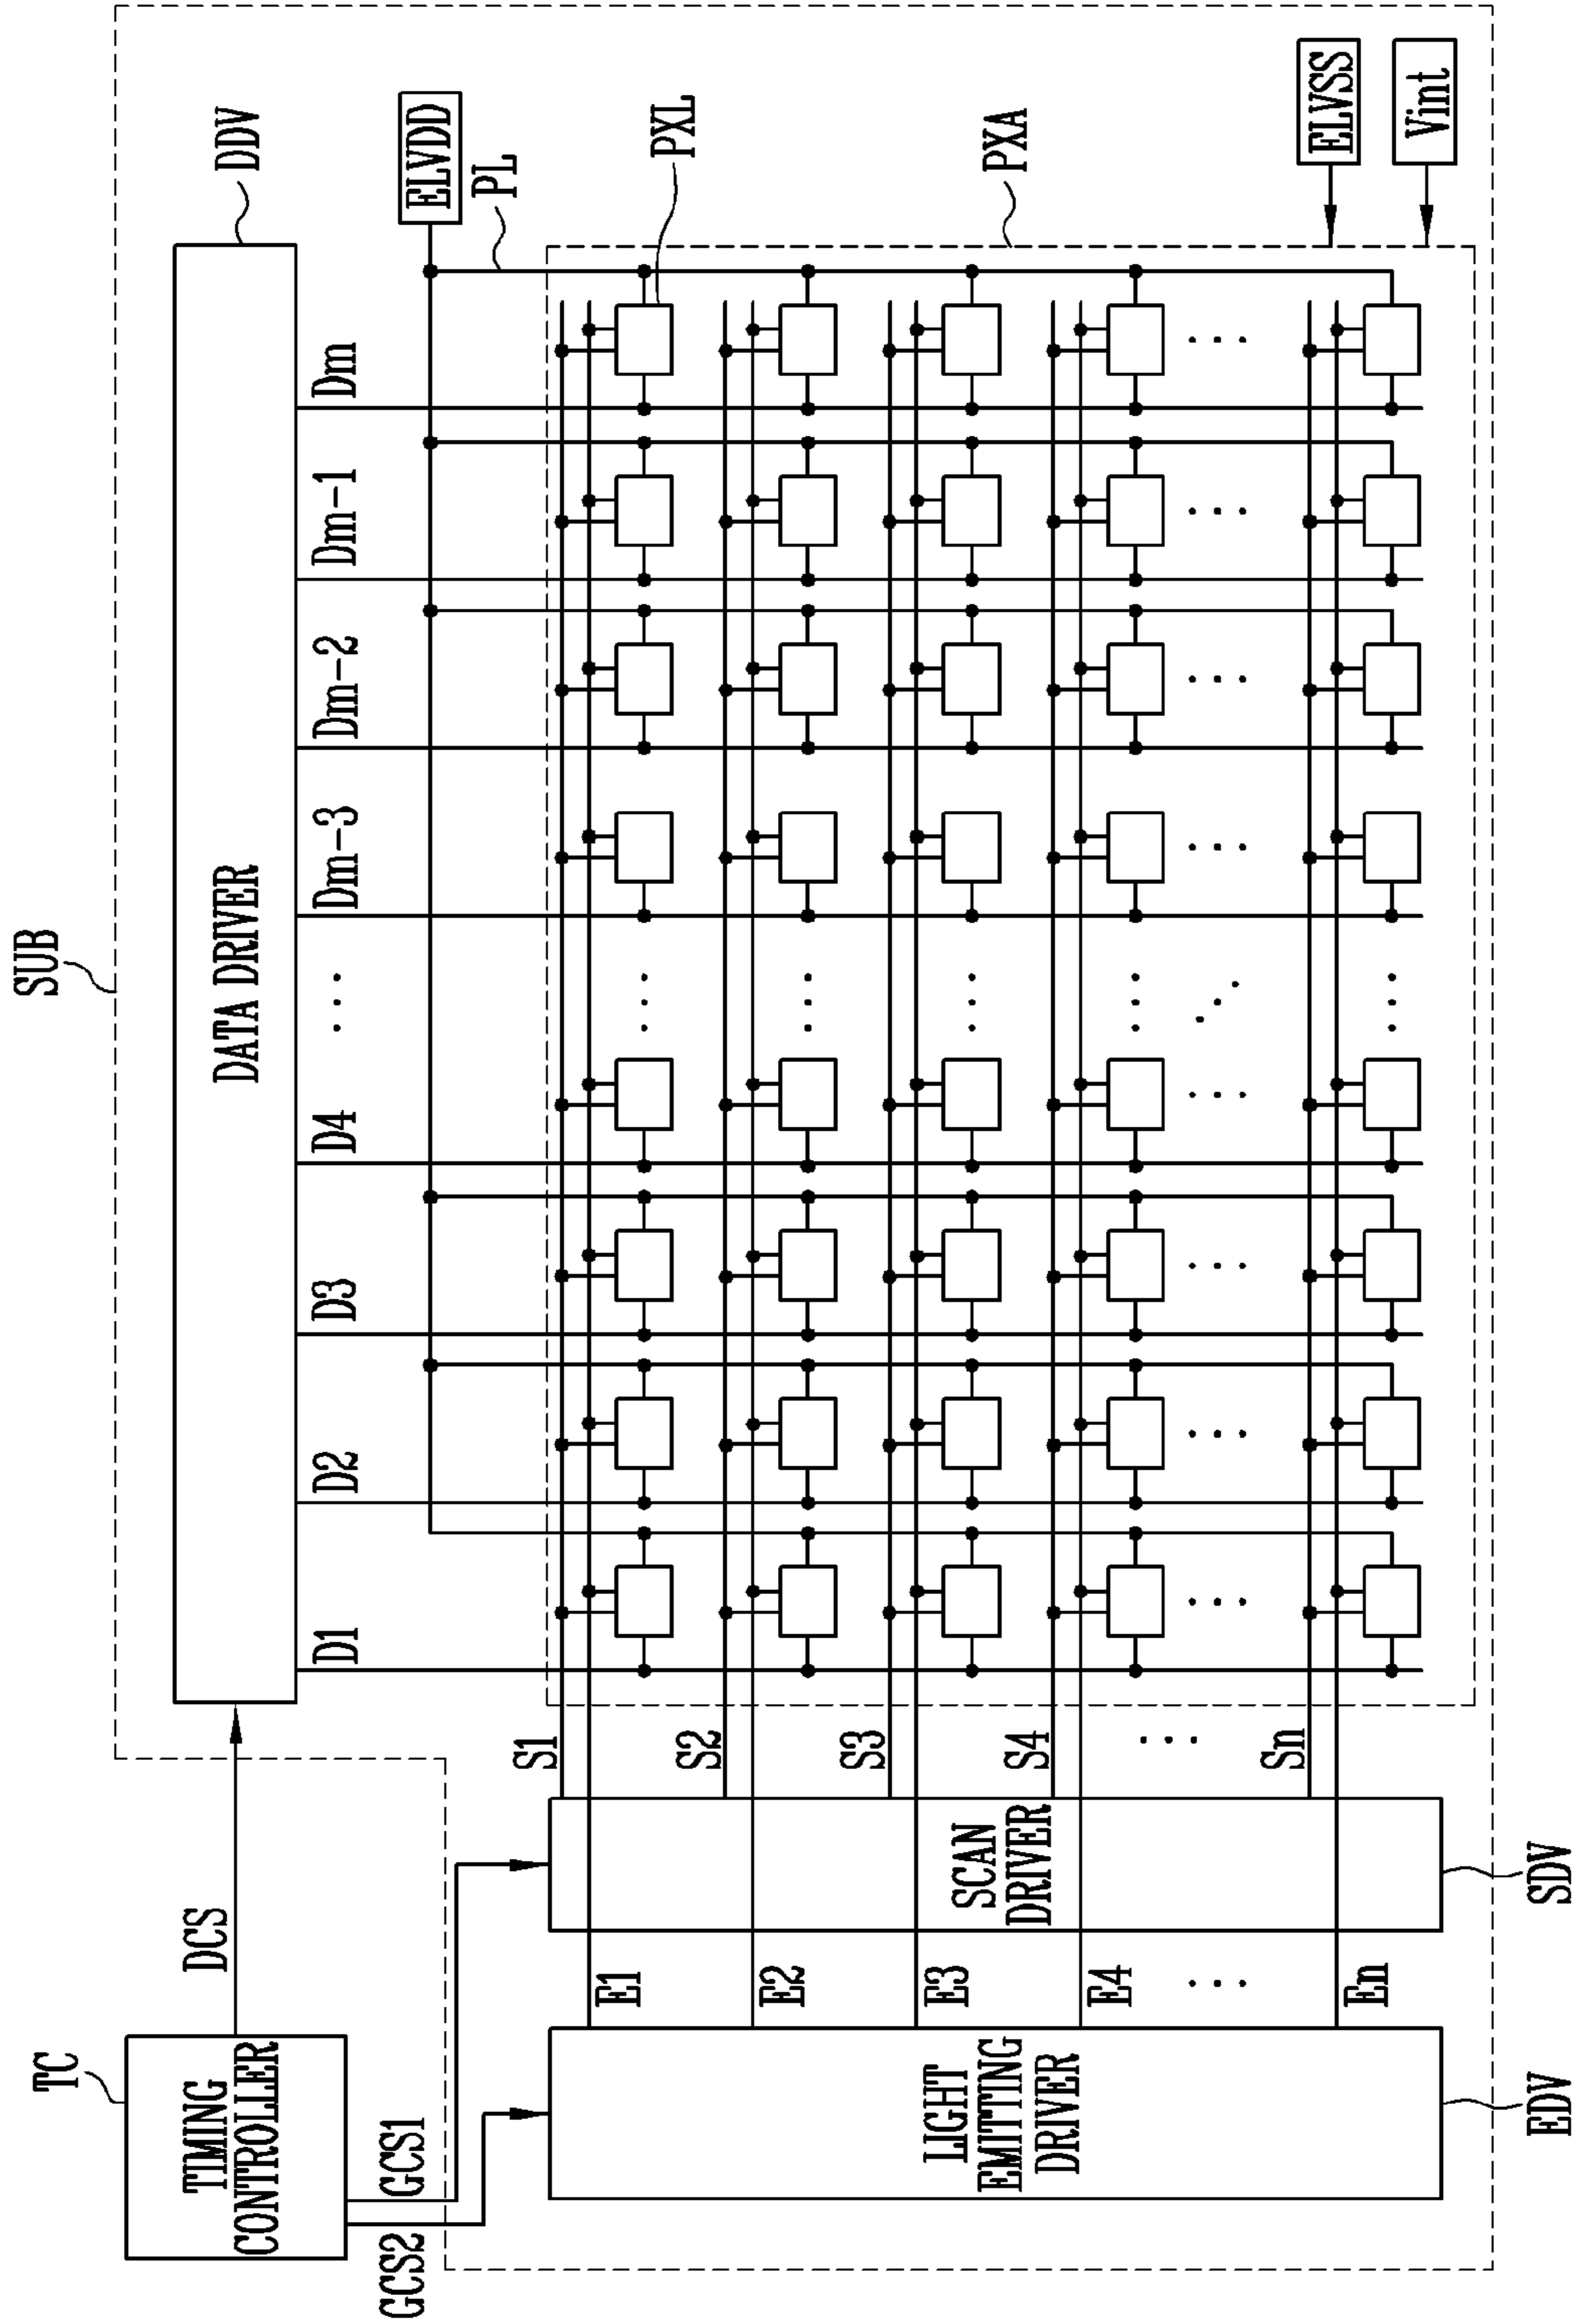 SUB
DATA DRIVER
DDV
TC
TIMING
CONTROLLER
DCS
D1
D2
D3
D4
...
Dm-3
Dm-2
Dm-1
Dm
ELVDD
PL
GCS2
GCS1
PXL
PXA
E1
S1
E2
S2
E3
S3
E4
S4
...
...
En
Sn
LIGHT
EMITTING
DRIVER
SCAN
DRIVER
ELVSS
Vint
EDV
SDV